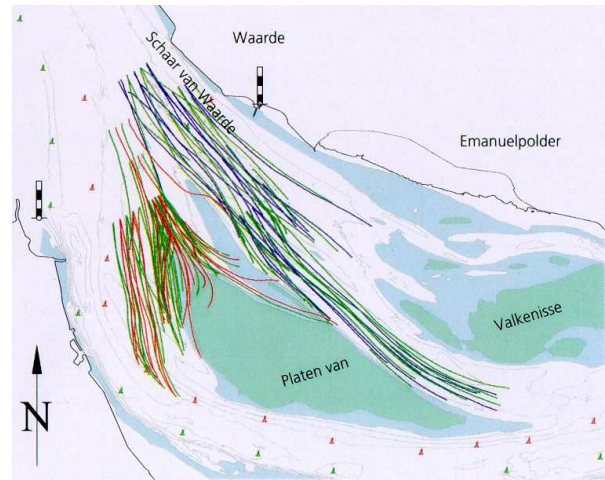 Waarde
Schaar van Waarde
Emanuelpolder
Valkenisse
Platen van
N